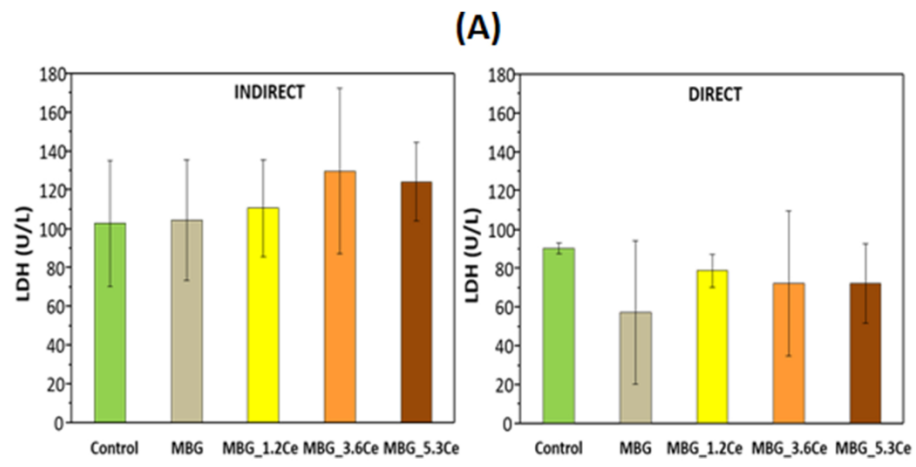 (A)
INDIRECT
LDH (U/L)
180
160
140
120
100
80
60
40
20
0
Control MBG MBG_1.2Ce MBG_3.6Ce MBG_5.3Ce
DIRECT
LDH (U/L)
180
160
140
120
100
80
60
40
20
0
Control MBG MBG_1.2Ce MBG_3.6Ce MBG_5.3Ce